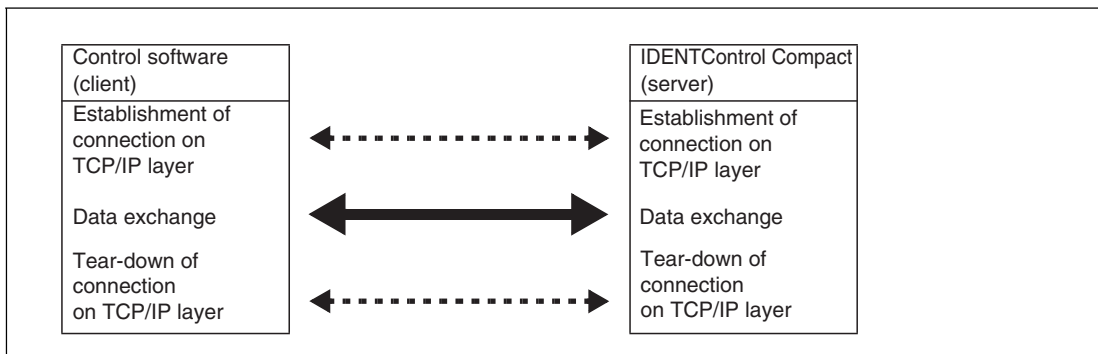 Control software
(client)
Establishment of
connection on
TCP/IP layer
Data exchange
Tear-down of
connection
on TCP/IP layer
IDENTControl Compact
(server)
Establishment of
connection on
TCP/IP layer
Data exchange
Tear-down of
connection
on TCP/IP layer